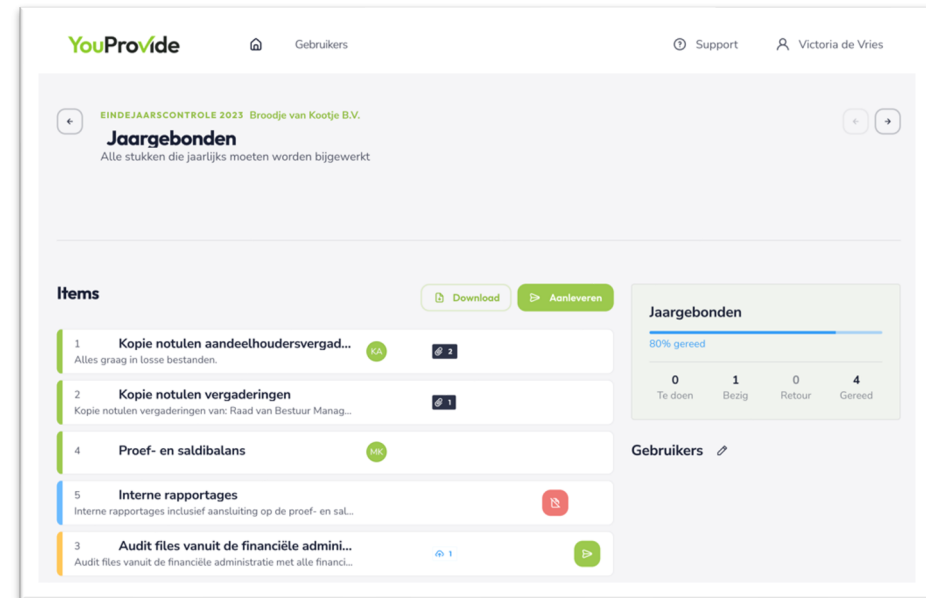 YouProvide
Gebruikers
Support
Victoria de Vries
EINDEJAARSCONTROLE 2023 Broodje van Kootje B.V.
Jaargebonden
Alle stukken die jaarlijks moeten worden bijgewerkt
Items
Download
Aanleveren
1 Kopie notulen aandeelhoudersvergad...
KA
2
Alles graag in losse bestanden.
2 Kopie notulen vergaderingen
1
Kopie notulen vergaderingen van: Raad van Bestuur Manag...
4 Proef- en saldibalans
MK
5 Interne rapportages
Interne rapportages inclusief aansluiting op de proef- en sal...
3 Audit files vanuit de financiële admini...
1
Audit files vanuit de financiële administratie met alle financi...
Jaargebonden
80% gereed
0 1 0 4
Te doen Bezig Retour Gereed
Gebruikers